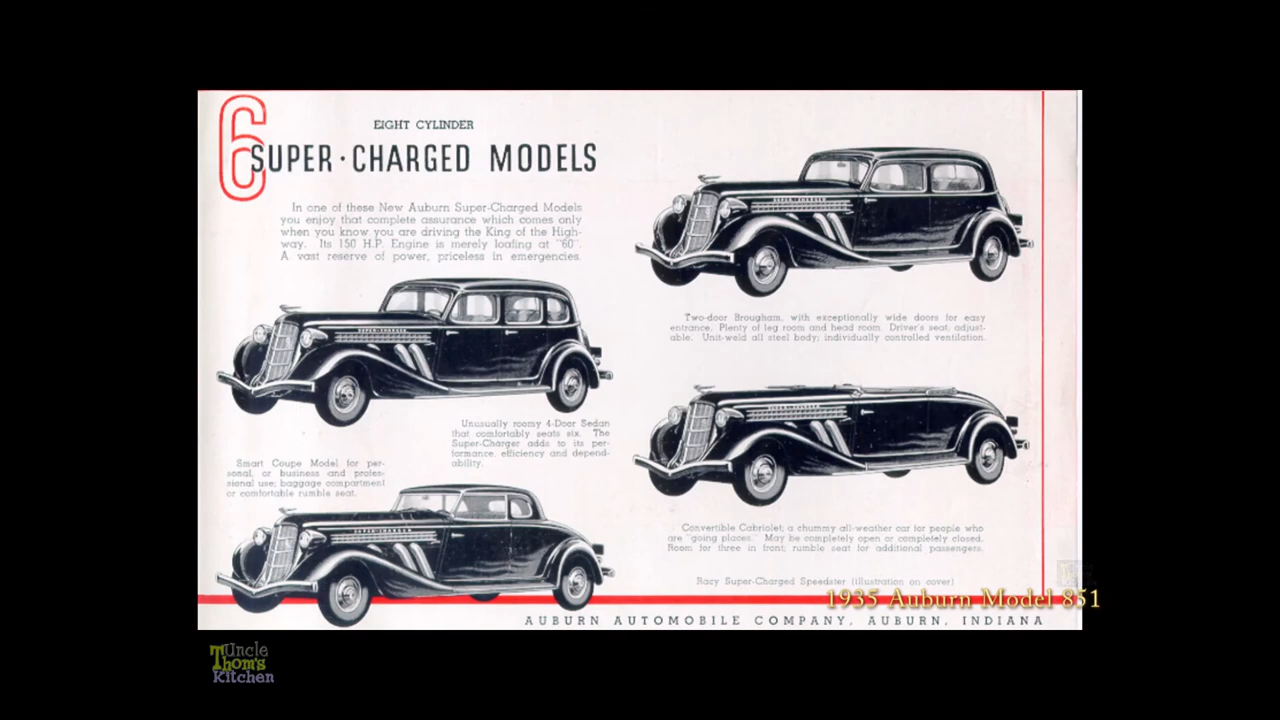 6
EIGHT CYLINDER
SUPER·CHARGED MODELS
In one of these New Auburn Super-Charged Models
you enjoy that complete assurance which comes only
when you know you are driving the King of the High-
way. Its 150 H.P. Engine is merely loafing at "60".
A vast reserve of power, priceless in emergencies.
SUPER-CHARGED
Unusually roomy 4-Door Sedan
that comfortably seats six. The
Super-Charger adds to its per-
formance, efficiency and depend-
ability.
Smart Coupe Model for per-
sonal, or business and profes-
sional use; baggage compartment
or comfortable rumble seat.
SUPER-CHARGED
SUPER-CHARGED
Two-door Brougham, with exceptionally wide doors for easy
entrance. Plenty of leg room and head room. Driver's seat; adjust-
able. Unit-weld all steel body; individually controlled ventilation.
SUPER-CHARGED
Convertible Cabriolet; a chummy all-weather car for people who
are "going places." May be completely open or completely closed.
Room for three in front; rumble seat for additional passengers.
Racy Super-Charged Speedster (illustration on cover)
1935 Auburn Model 851
AUBURN AUTOMOBILE COMPANY, AUBURN, INDIANA
Uncle
Thom's
Kitchen